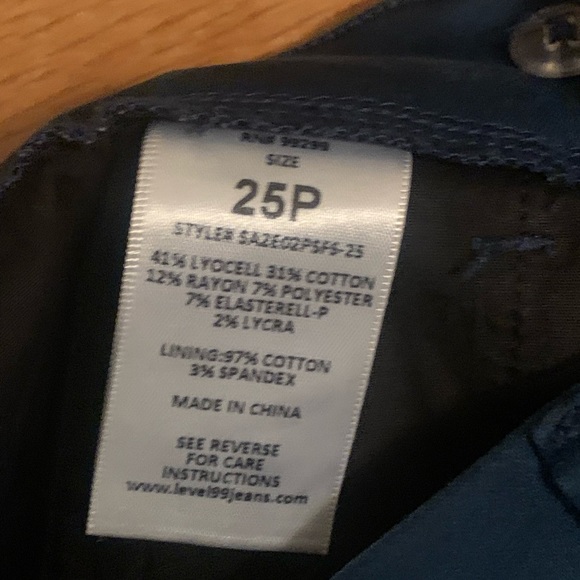 RN# 99299
SIZE
25P
STYLE# SA2E02PSFS-25
41% LYOCELL 31% COTTON
12% RAYON 7% POLYESTER
7% ELASTERELL-P
2% LYCRA
LINING:97% COTTON
3% SPANDEX
MADE IN CHINA
SEE REVERSE
FOR CARE
INSTRUCTIONS
www.level99jeans.com